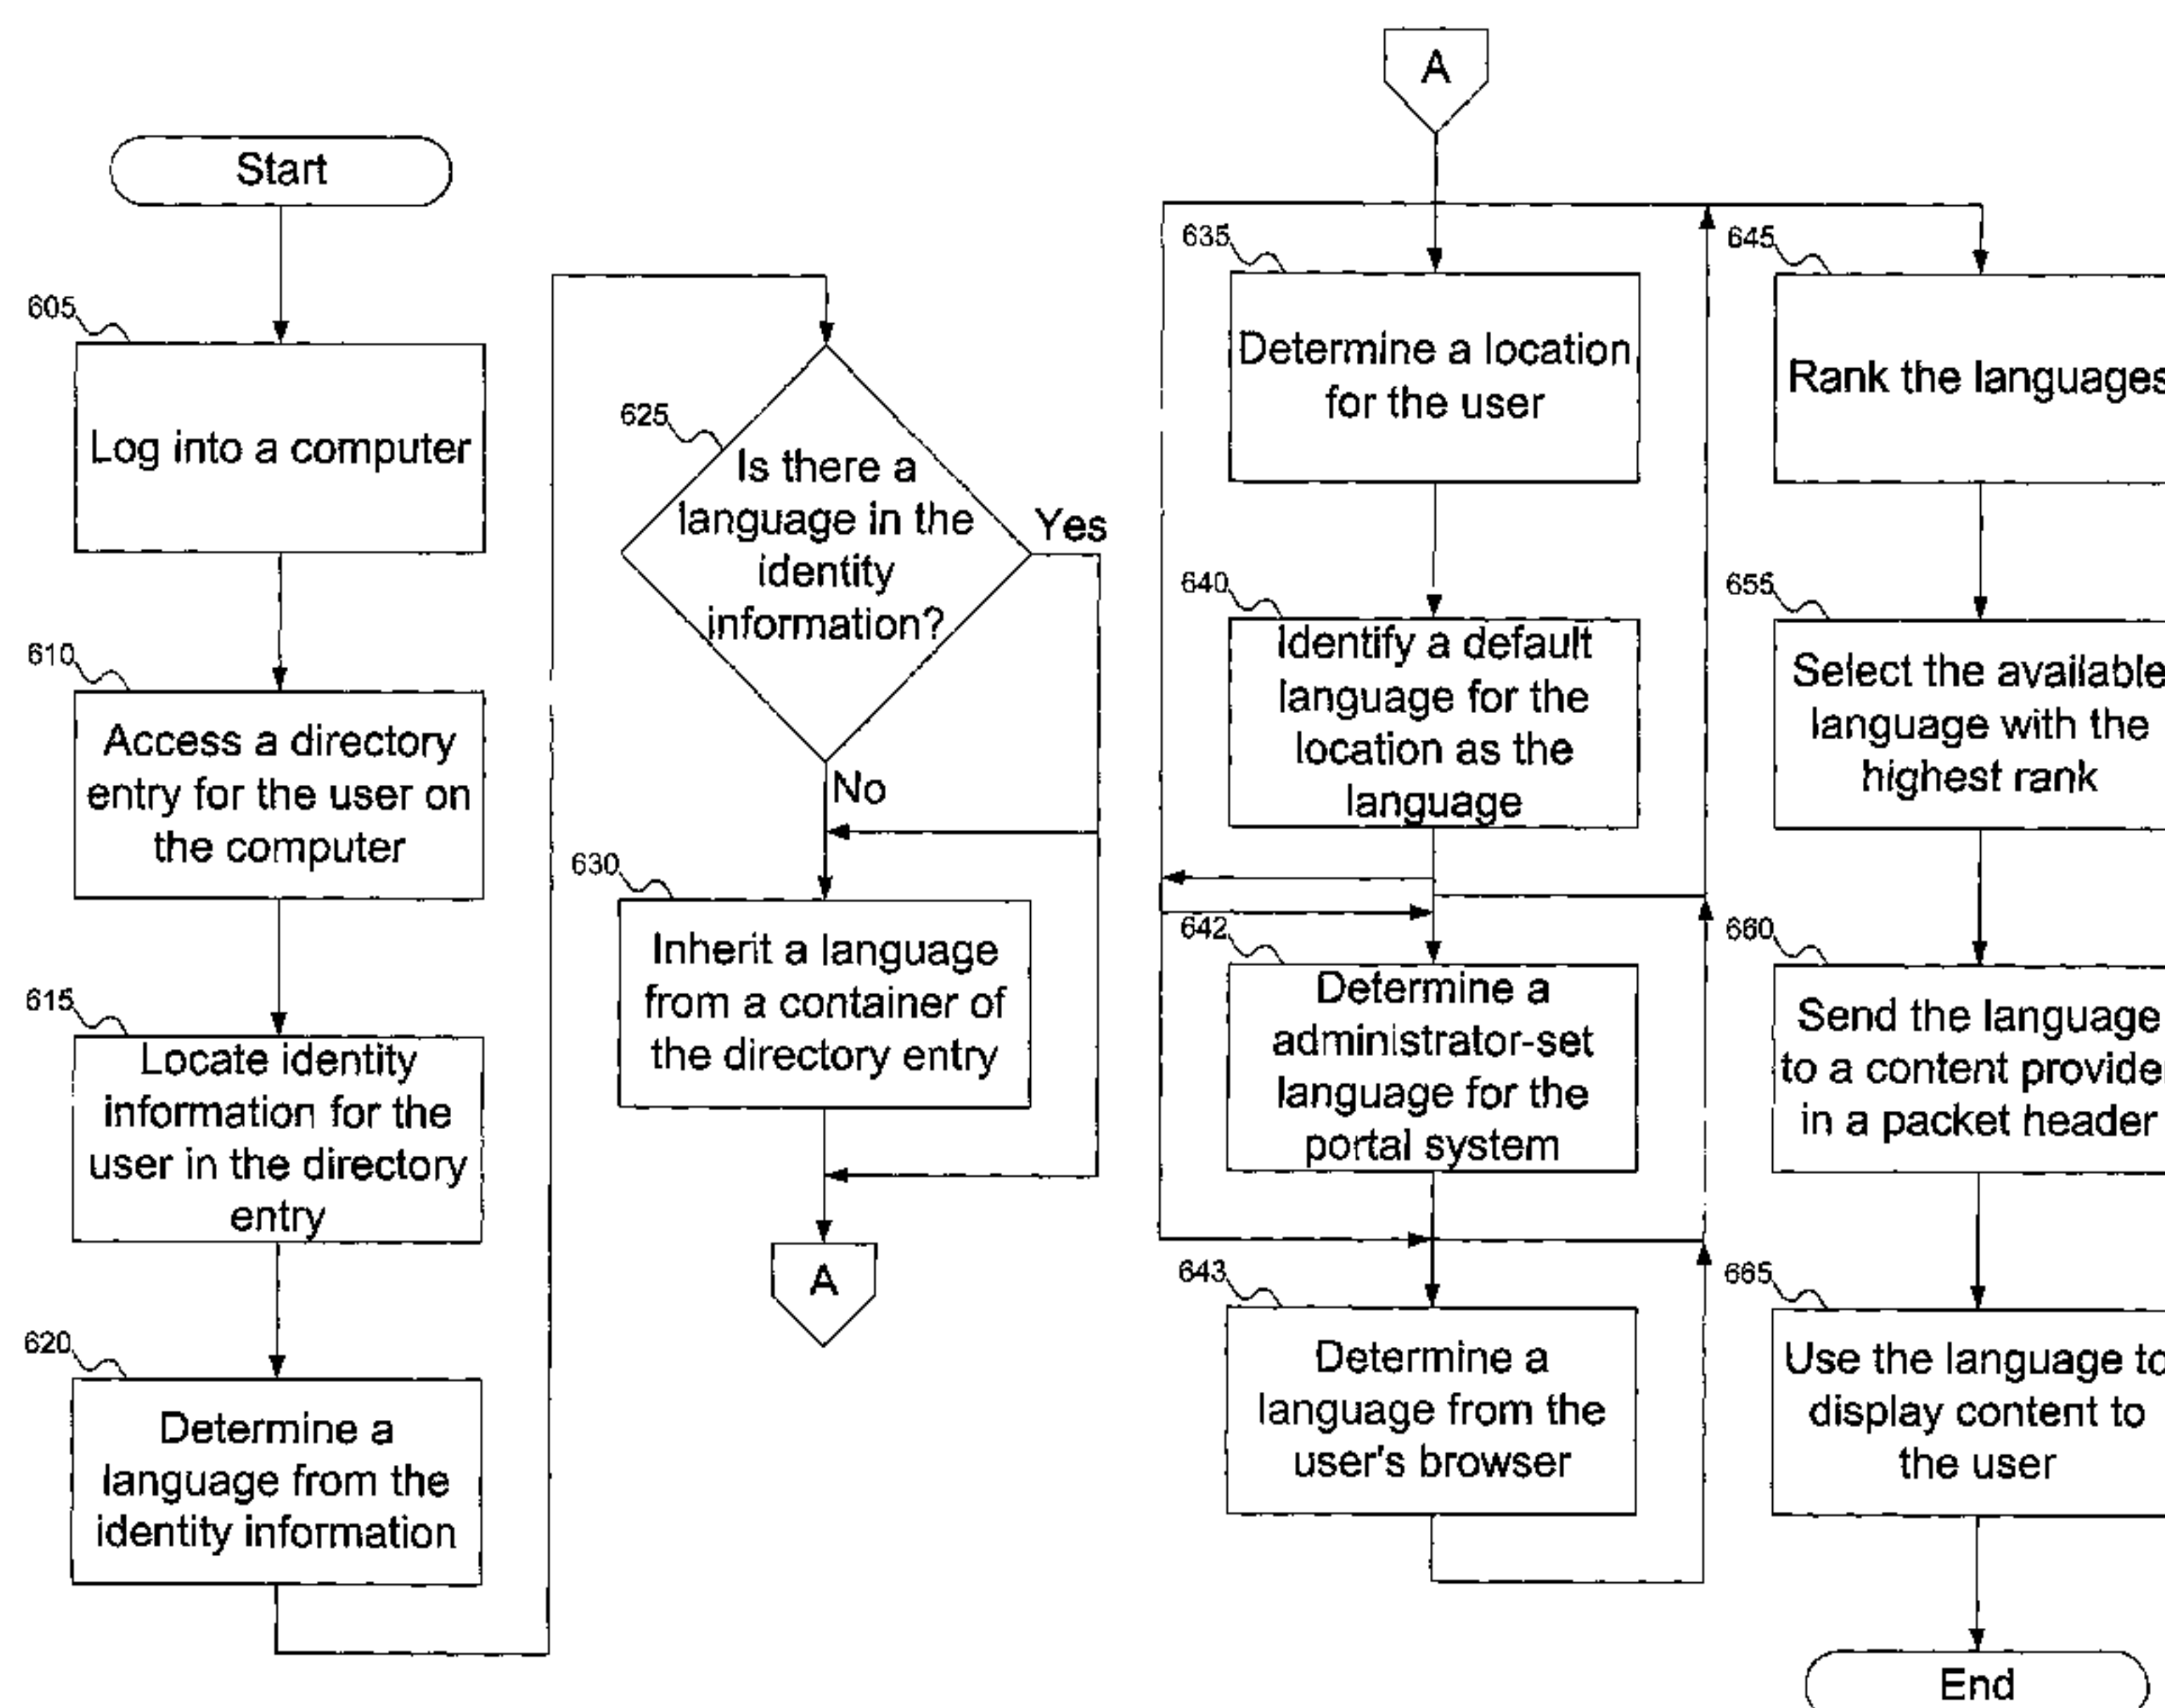 Start
605
Log into a computer
610
Access a directory
entry for the user on
the computer
615
Locate identity
information for the
user in the directory
entry
620
Determine a
language from the
identity information
625
Is there a
language in the
identity
information?
Yes
No
630
Inherit a language
from a container of
the directory entry
A
A
635
Determine a location
for the user
640
Identify a default
language for the
location as the
language
642
Determine a
administrator-set
language for the
portal system
643
Determine a
language from the
user's browser
645
Rank the languages
655
Select the available
language with the
highest rank
660
Send the language
to a content provider
in a packet header
665
Use the language to
display content to
the user
End